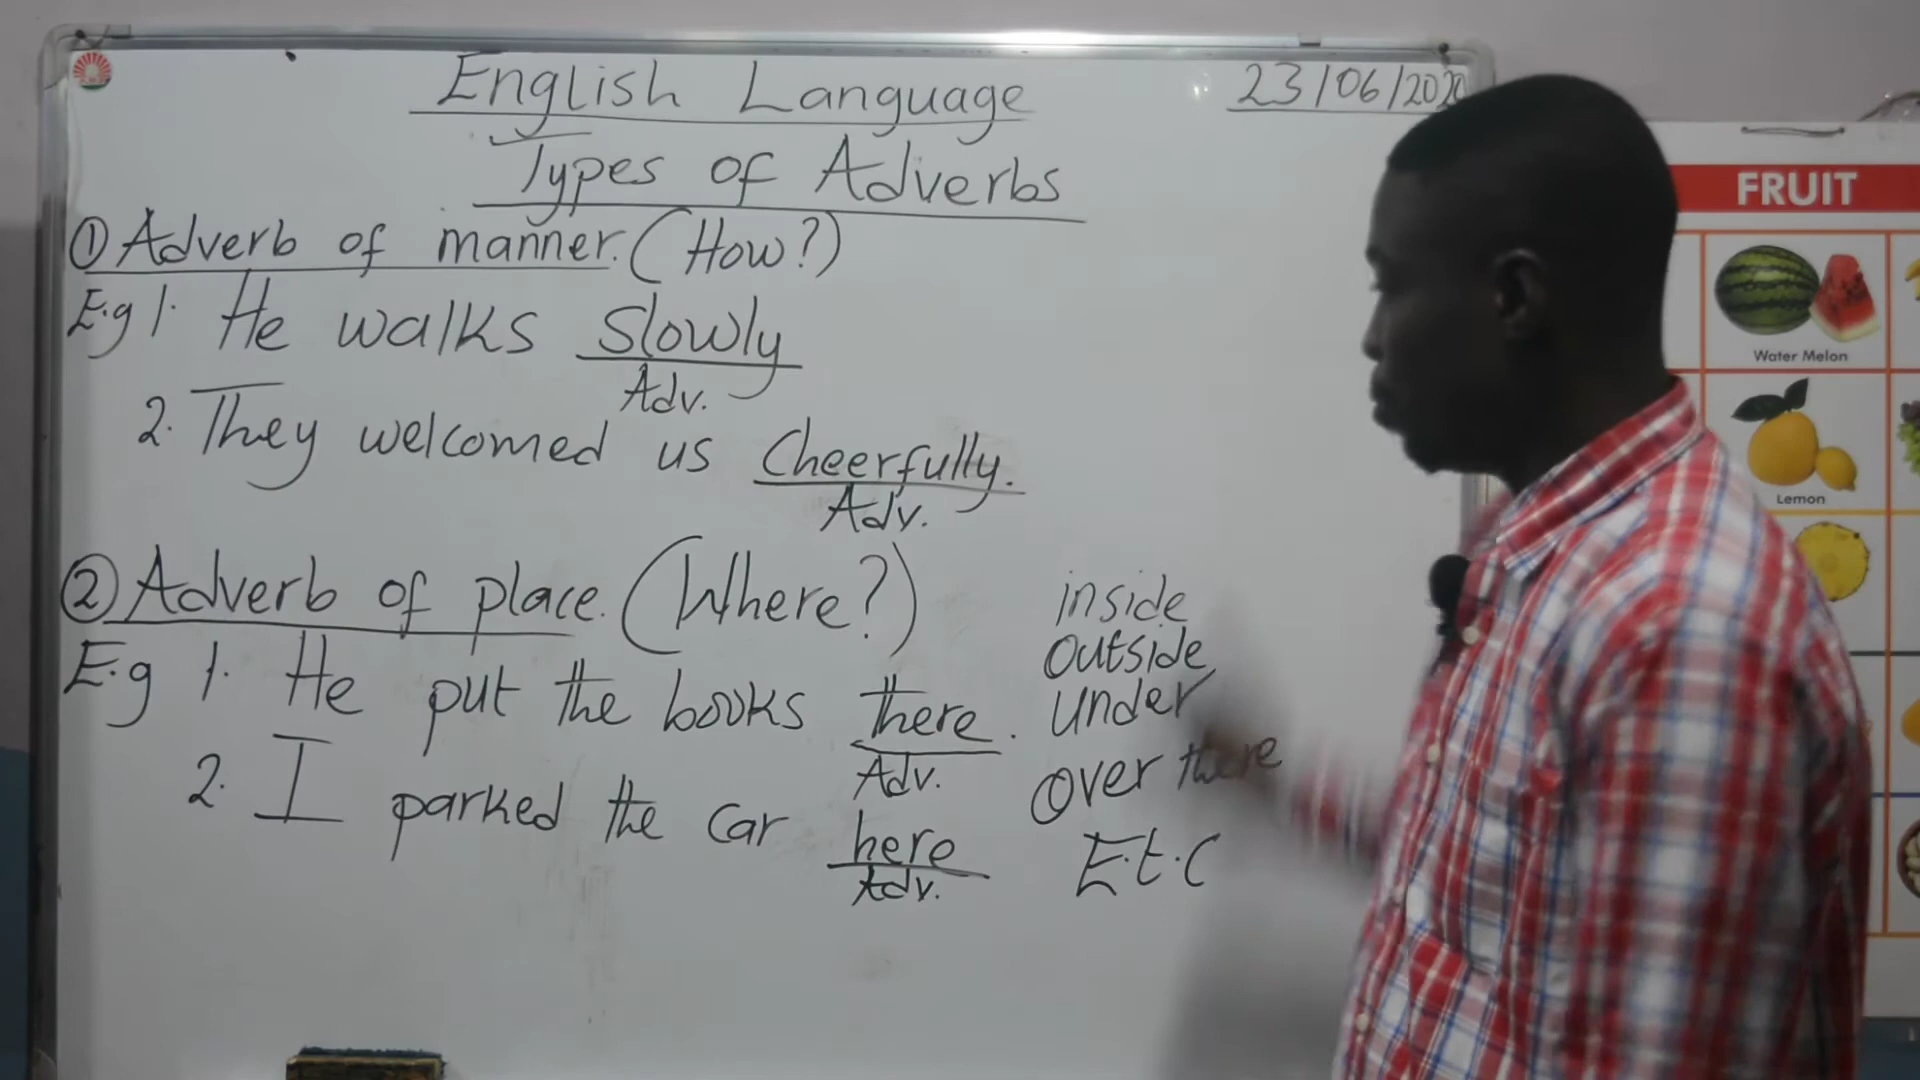 English Language
23/06/2020
Types of Adverbs
① Adverb of manner. (How?)
E.g 1. He walks slowly
Adv.
2. They welcomed us cheerfully.
Adv.
② Adverb of place. (Where?)
E.g 1. He put the books there.
Adv.
2. I parked the car here
Adv.
inside
outside
under
over there
E.t.c
FRUIT
Water Melon
Lemon